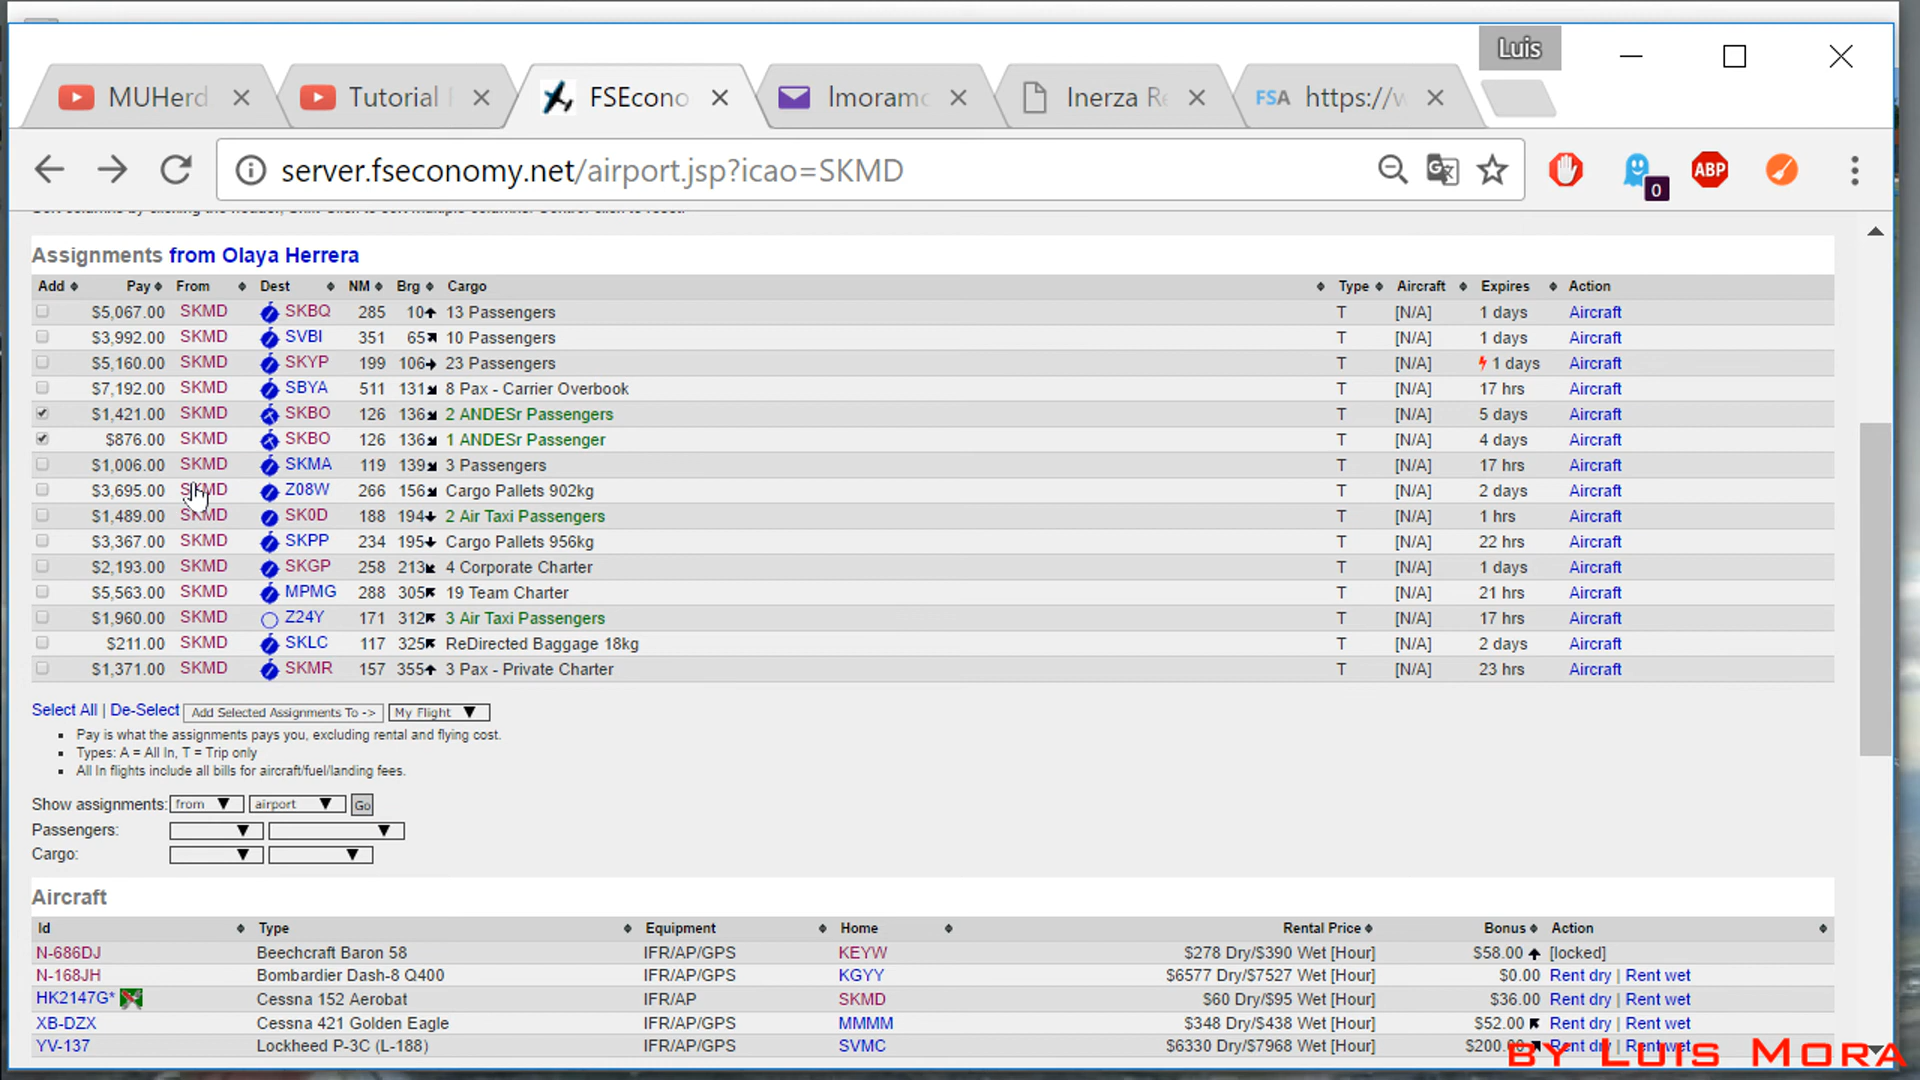 Luis
MUHerd Tutorial FSEcono lmoramo Inerza Re FSA https://w
server.fseconomy.net/airport.jsp?icao=SKMD ABP 0
Assignments from Olaya Herrera
Add Pay From Dest NM Brg Cargo Type Aircraft Expires Action
$5,067.00 SKMD SKBQ 285 10 13 Passengers T [N/A] 1 days Aircraft
$3,992.00 SKMD SVBI 351 65 10 Passengers T [N/A] 1 days Aircraft
$5,160.00 SKMD SKYP 199 106 23 Passengers T [N/A] 1 days Aircraft
$7,192.00 SKMD SBYA 511 131 8 Pax - Carrier Overbook T [N/A] 17 hrs Aircraft
$1,421.00 SKMD SKBO 126 136 2 ANDESr Passengers T [N/A] 5 days Aircraft
$876.00 SKMD SKBO 126 136 1 ANDESr Passenger T [N/A] 4 days Aircraft
$1,006.00 SKMD SKMA 119 139 3 Passengers T [N/A] 17 hrs Aircraft
$3,695.00 SKMD Z08W 266 156 Cargo Pallets 902kg T [N/A] 2 days Aircraft
$1,489.00 SKMD SK0D 188 194 2 Air Taxi Passengers T [N/A] 1 hrs Aircraft
$3,367.00 SKMD SKPP 234 195 Cargo Pallets 956kg T [N/A] 22 hrs Aircraft
$2,193.00 SKMD SKGP 258 213 4 Corporate Charter T [N/A] 1 days Aircraft
$5,563.00 SKMD MPMG 288 305 19 Team Charter T [N/A] 21 hrs Aircraft
$1,960.00 SKMD Z24Y 171 312 3 Air Taxi Passengers T [N/A] 17 hrs Aircraft
$211.00 SKMD SKLC 117 325 ReDirected Baggage 18kg T [N/A] 2 days Aircraft
$1,371.00 SKMD SKMR 157 355 3 Pax - Private Charter T [N/A] 23 hrs Aircraft
Select All | De-Select Add Selected Assignments To -> My Flight
Pay is what the assignments pays you, excluding rental and flying cost.
Types: A = All In, T = Trip only
All In flights include all bills for aircraft/fuel/landing fees.
Show assignments: from airport Go
Passengers:
Cargo:
Aircraft
Id Type Equipment Home Rental Price Bonus Action
N-686DJ Beechcraft Baron 58 IFR/AP/GPS KEYW $278 Dry/$390 Wet [Hour] $58.00 [locked]
N-168JH Bombardier Dash-8 Q400 IFR/AP/GPS KGYY $6577 Dry/$7527 Wet [Hour] $0.00 Rent dry | Rent wet
HK2147G* Cessna 152 Aerobat IFR/AP SKMD $60 Dry/$95 Wet [Hour] $36.00 Rent dry | Rent wet
XB-DZX Cessna 421 Golden Eagle IFR/AP/GPS MMMM $348 Dry/$438 Wet [Hour] $52.00 Rent dry | Rent wet
YV-137 Lockheed P-3C (L-188) IFR/AP/GPS SVMC $6330 Dry/$7968 Wet [Hour] $200. Rent dry | Rent wet
BY LUIS MORA